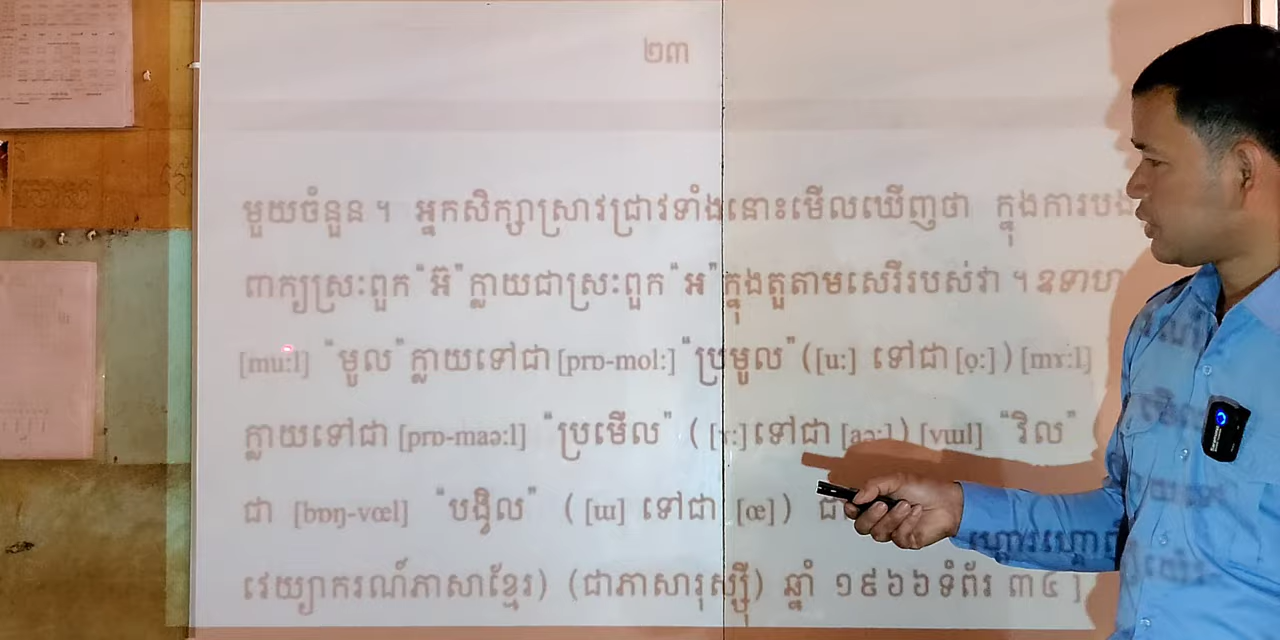 ២៣
មួយចំនួន ។ អ្នកសិក្សាស្រាវជ្រាវទាំងនោះមើលឃើញថា ក្នុងការបង
ពាក្យស្រៈពួក "អ៊" ក្លាយជាស្រៈពួក "អ" ក្នុងតួតាមសេរីរបស់វា ។ ឧទាហ
[mu:l] "មូល" ក្លាយទៅជា [prɒ-mol:] "ប្រមូល" ([u:] ទៅជា [o̤:]) [mɤ:l]
ក្លាយទៅជា [prɒ-maə:l] "ប្រមើល" ( [ɤ:] ទៅជា [aə:]) [vɯl] "វិល"
ជា [bɒŋ-vœl] "បង្វិល" ( [ɯ] ទៅជា [œ])
វេយ្យាករណ៍ភាសាខ្មែរ) (ជាភាសារុស្ស៊ី) ឆ្នាំ ១៩៦៦ ទំព័រ ៣៤ ]